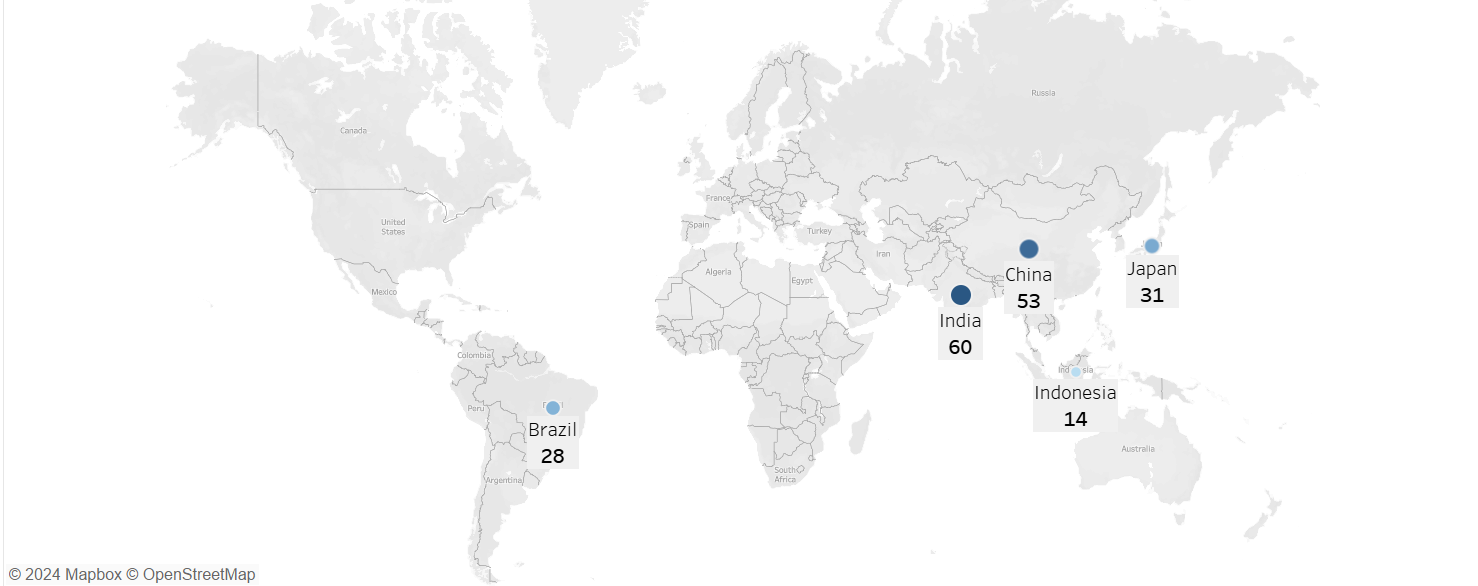 Russia
Canada
France
United
States
Spain
Turkey
Iran
China
53
Japan
31
Algeria
Egypt
Mexico
India
60
Colombia
Indonesia
14
Peru
Brazil
28
Australia
South
Africa
Argentina
© 2024 Mapbox © OpenStreetMap